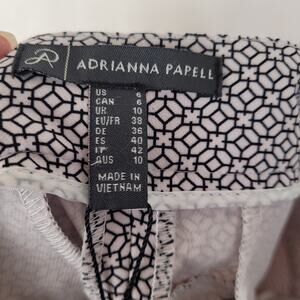 ADRIANNA PAPELL
US 6
CAN 6
UK 10
EU/FR 38
DE 36
ES 40
IT 42
AUS 10
MADE IN
VIETNAM